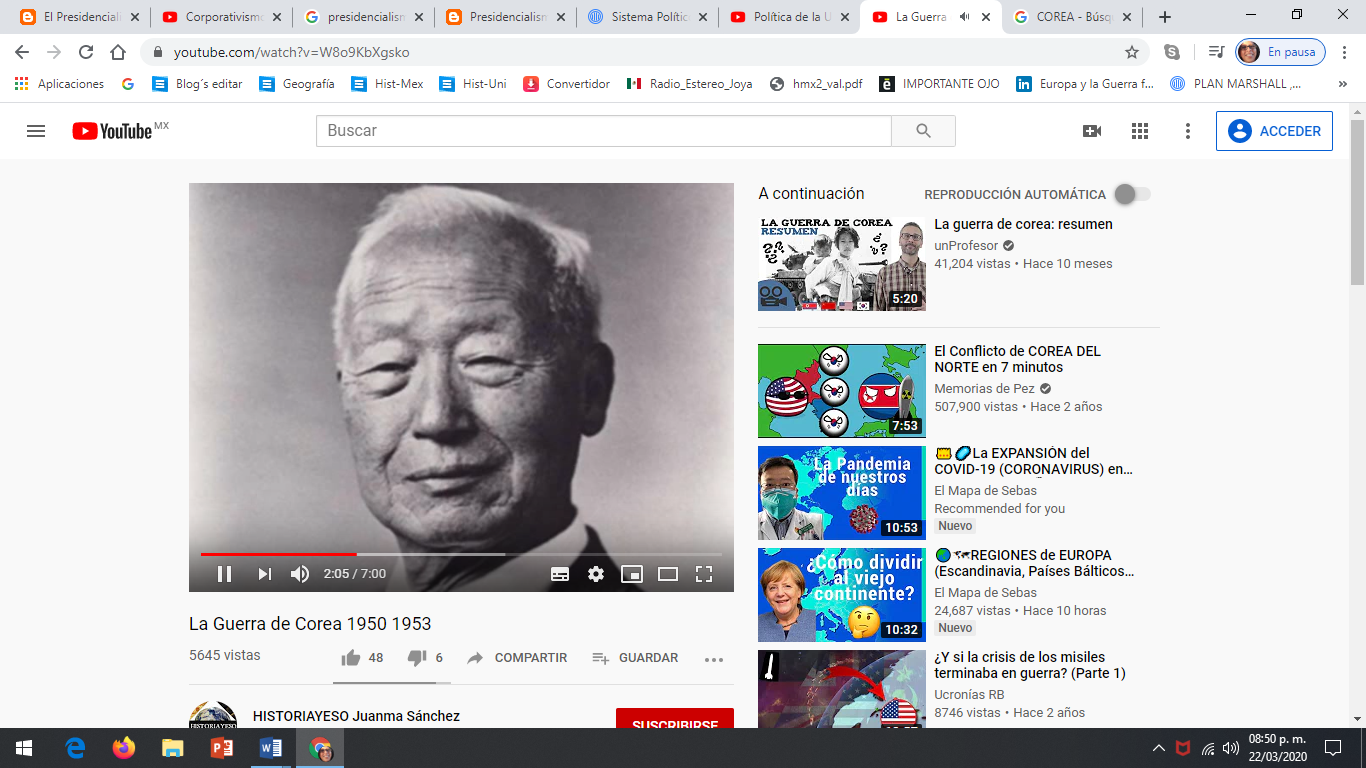 El Presidenciali
Corporativismo
presidencialism
Presidencialism
Sistema Polític
Política de la U
La Guerra
COREA - Búsq
youtube.com/watch?v=W8o9KbXgsko
En pausa
Aplicaciones
Blog´s editar
Geografía
Hist-Mex
Hist-Uni
Convertidor
Radio_Estereo_Joya
hmx2_val.pdf
IMPORTANTE OJO
Europa y la Guerra f...
PLAN MARSHALL ,...
»
YouTube MX
Buscar
ACCEDER
2:05 / 7:00
La Guerra de Corea 1950 1953
5645 vistas
48
6
COMPARTIR
GUARDAR
HISTORIAYESO
HISTORIAYESO Juanma Sánchez
SUSCRIBIRSE
A continuación
REPRODUCCIÓN AUTOMÁTICA
LA GUERRA DE COREA
RESUMEN
5:20
La guerra de corea: resumen
unProfesor
41,204 vistas • Hace 10 meses
7:53
El Conflicto de COREA DEL
NORTE en 7 minutos
Memorias de Pez
507,900 vistas • Hace 2 años
La Pandemia
de nuestros
días
10:53
La EXPANSIÓN del
COVID-19 (CORONAVIRUS) en...
El Mapa de Sebas
Recommended for you
Nuevo
¿Cómo dividir
al viejo
continente?
10:32
REGIONES de EUROPA
(Escandinavia, Países Bálticos...
El Mapa de Sebas
24,687 vistas • Hace 10 horas
Nuevo
¿Y si la crisis de los misiles
terminaba en guerra? (Parte 1)
Ucronías RB
8746 vistas • Hace 2 años
08:50 p. m.
22/03/2020